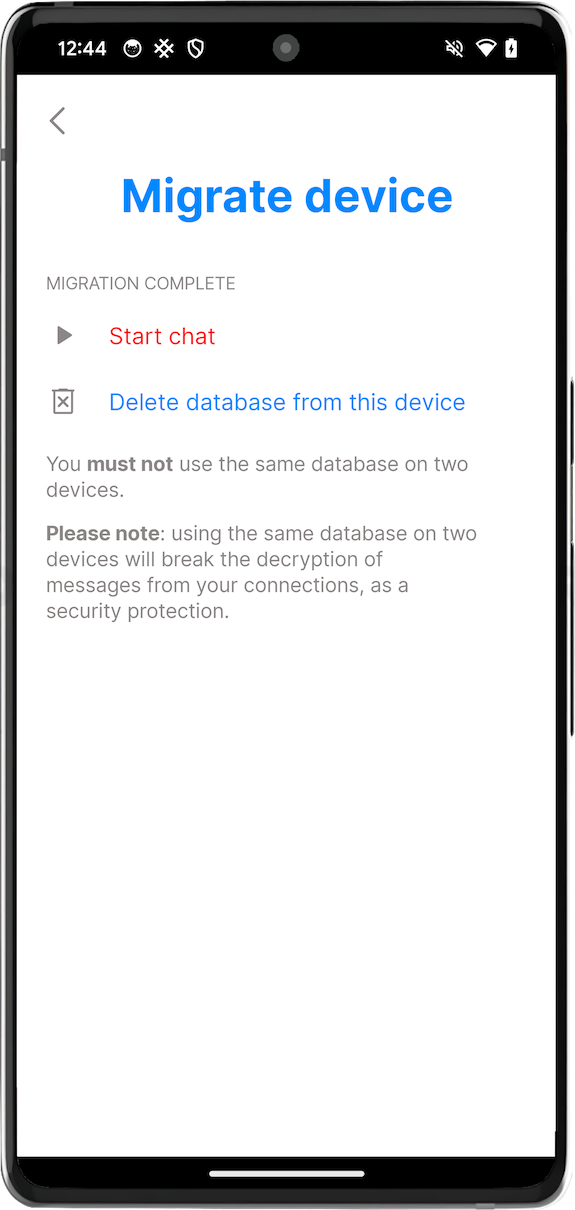 12:44
Migrate device
MIGRATION COMPLETE
Start chat
Delete database from this device
You must not use the same database on two
devices.
Please note: using the same database on two
devices will break the decryption of
messages from your connections, as a
security protection.